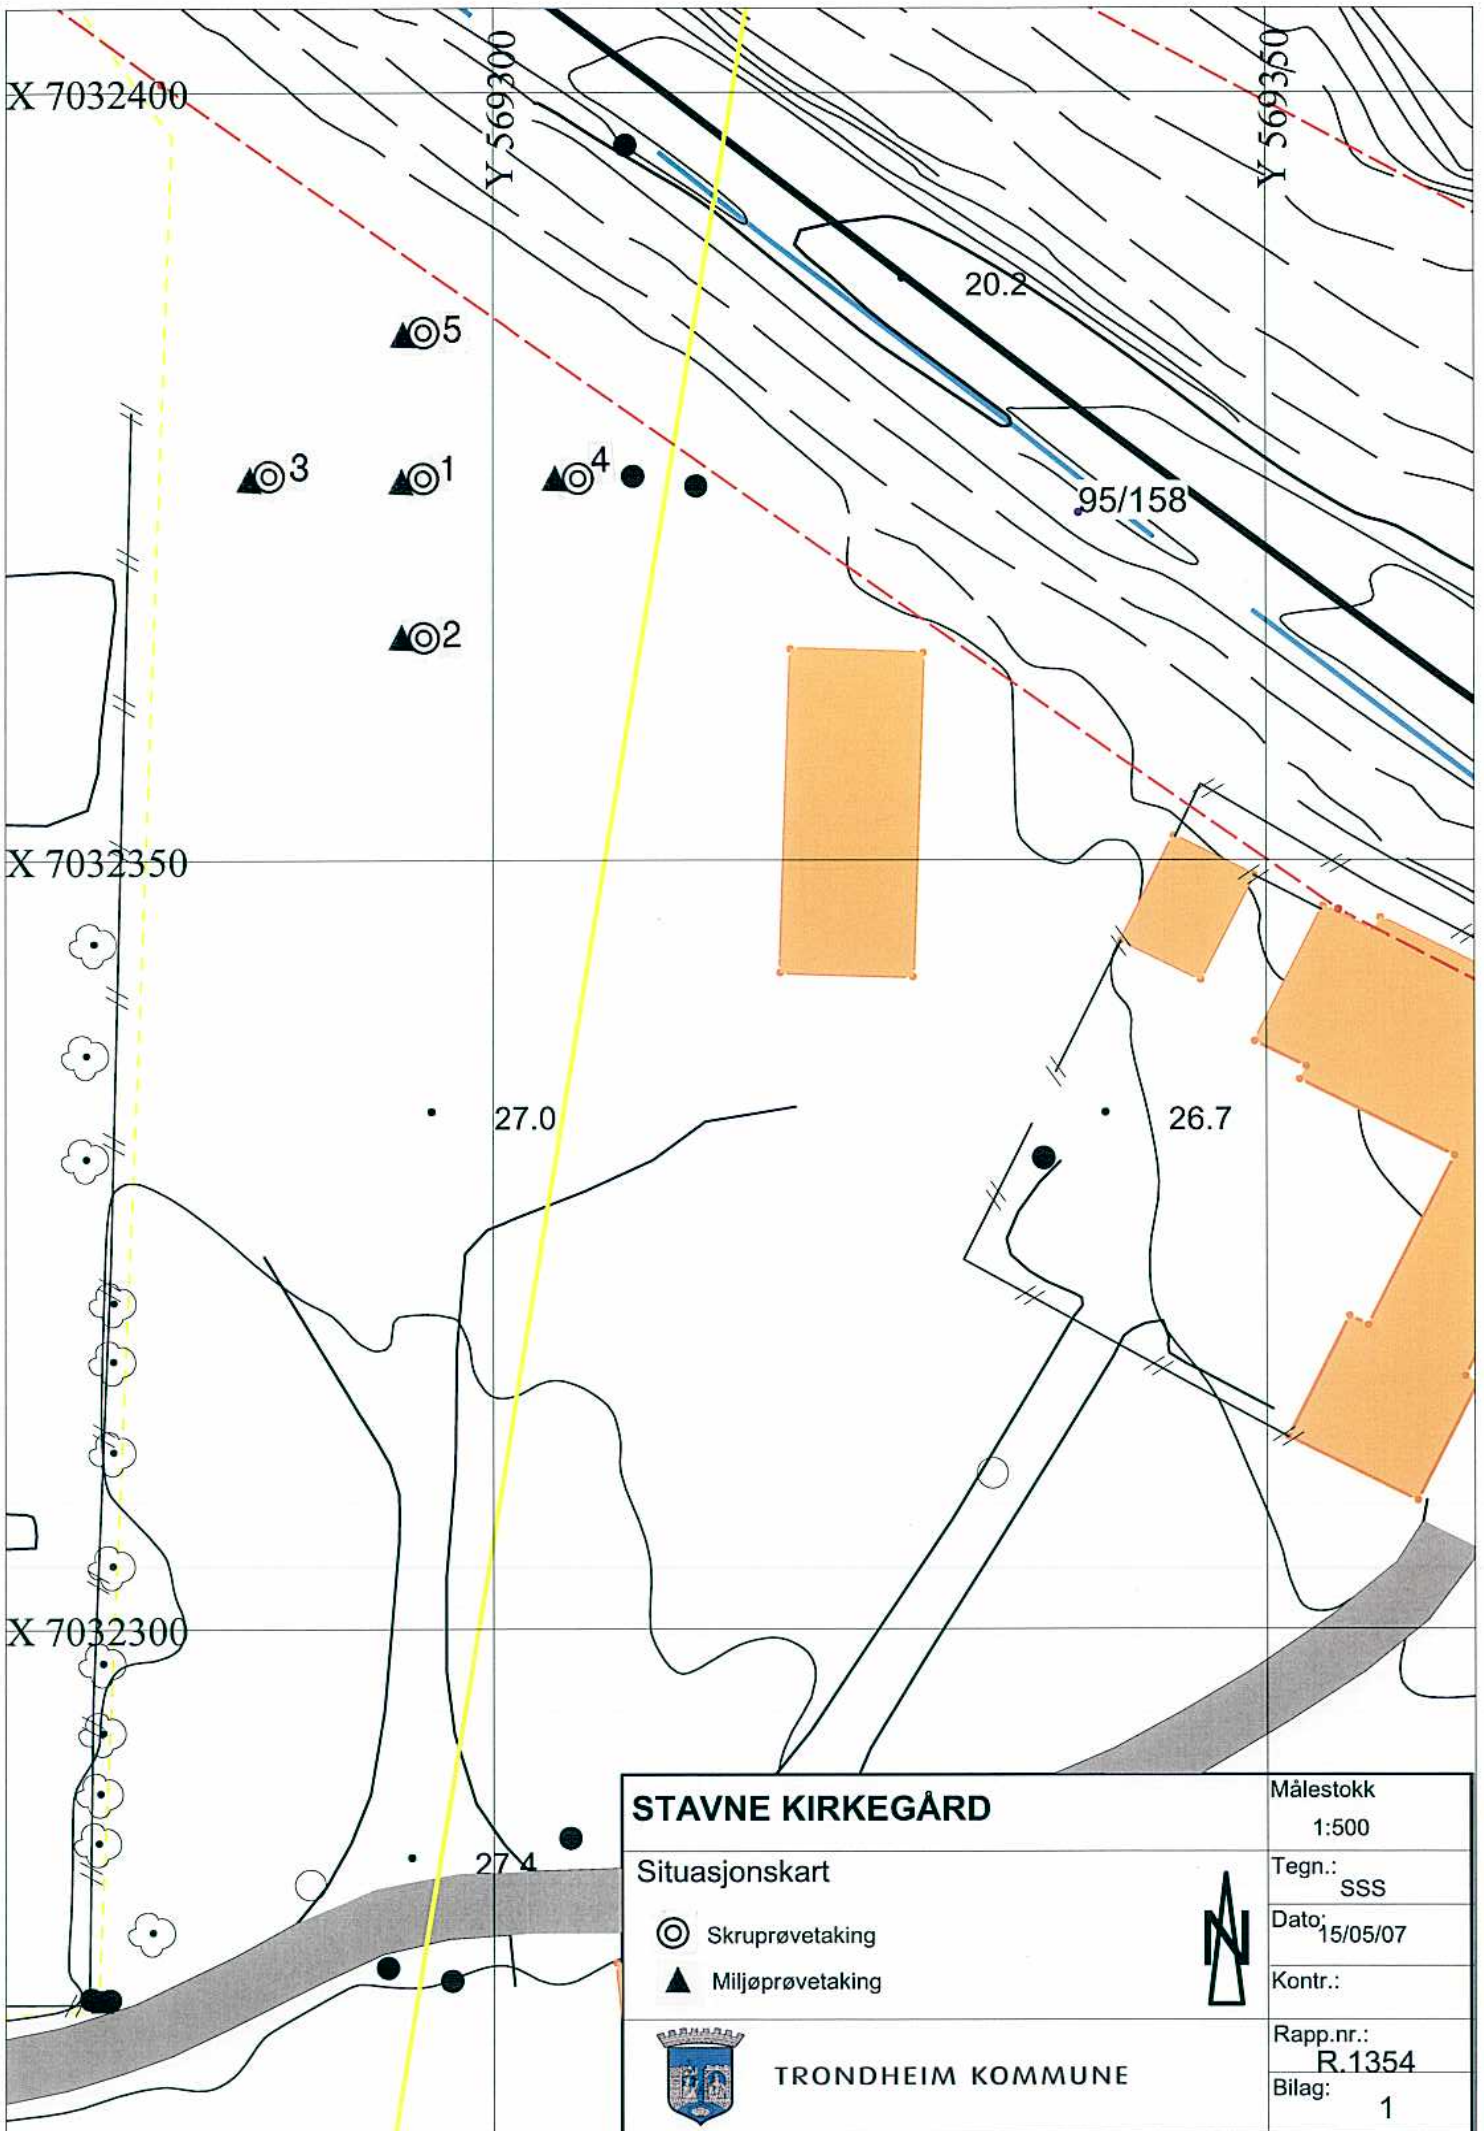 Y 569300
Y 569350
X 7032400
20.2
5
3
1
4
95/158
2
X 7032350
27.0
26.7
X 7032300
27.4
STAVNE KIRKEGÅRD
Målestokk
1:500
Situasjonskart
Tegn.:
SSS
Skruprøvetaking
Dato:
15/05/07
N
Miljøprøvetaking
Kontr.:
Rapp.nr.:
R.1354
TRONDHEIM KOMMUNE
Bilag:
1